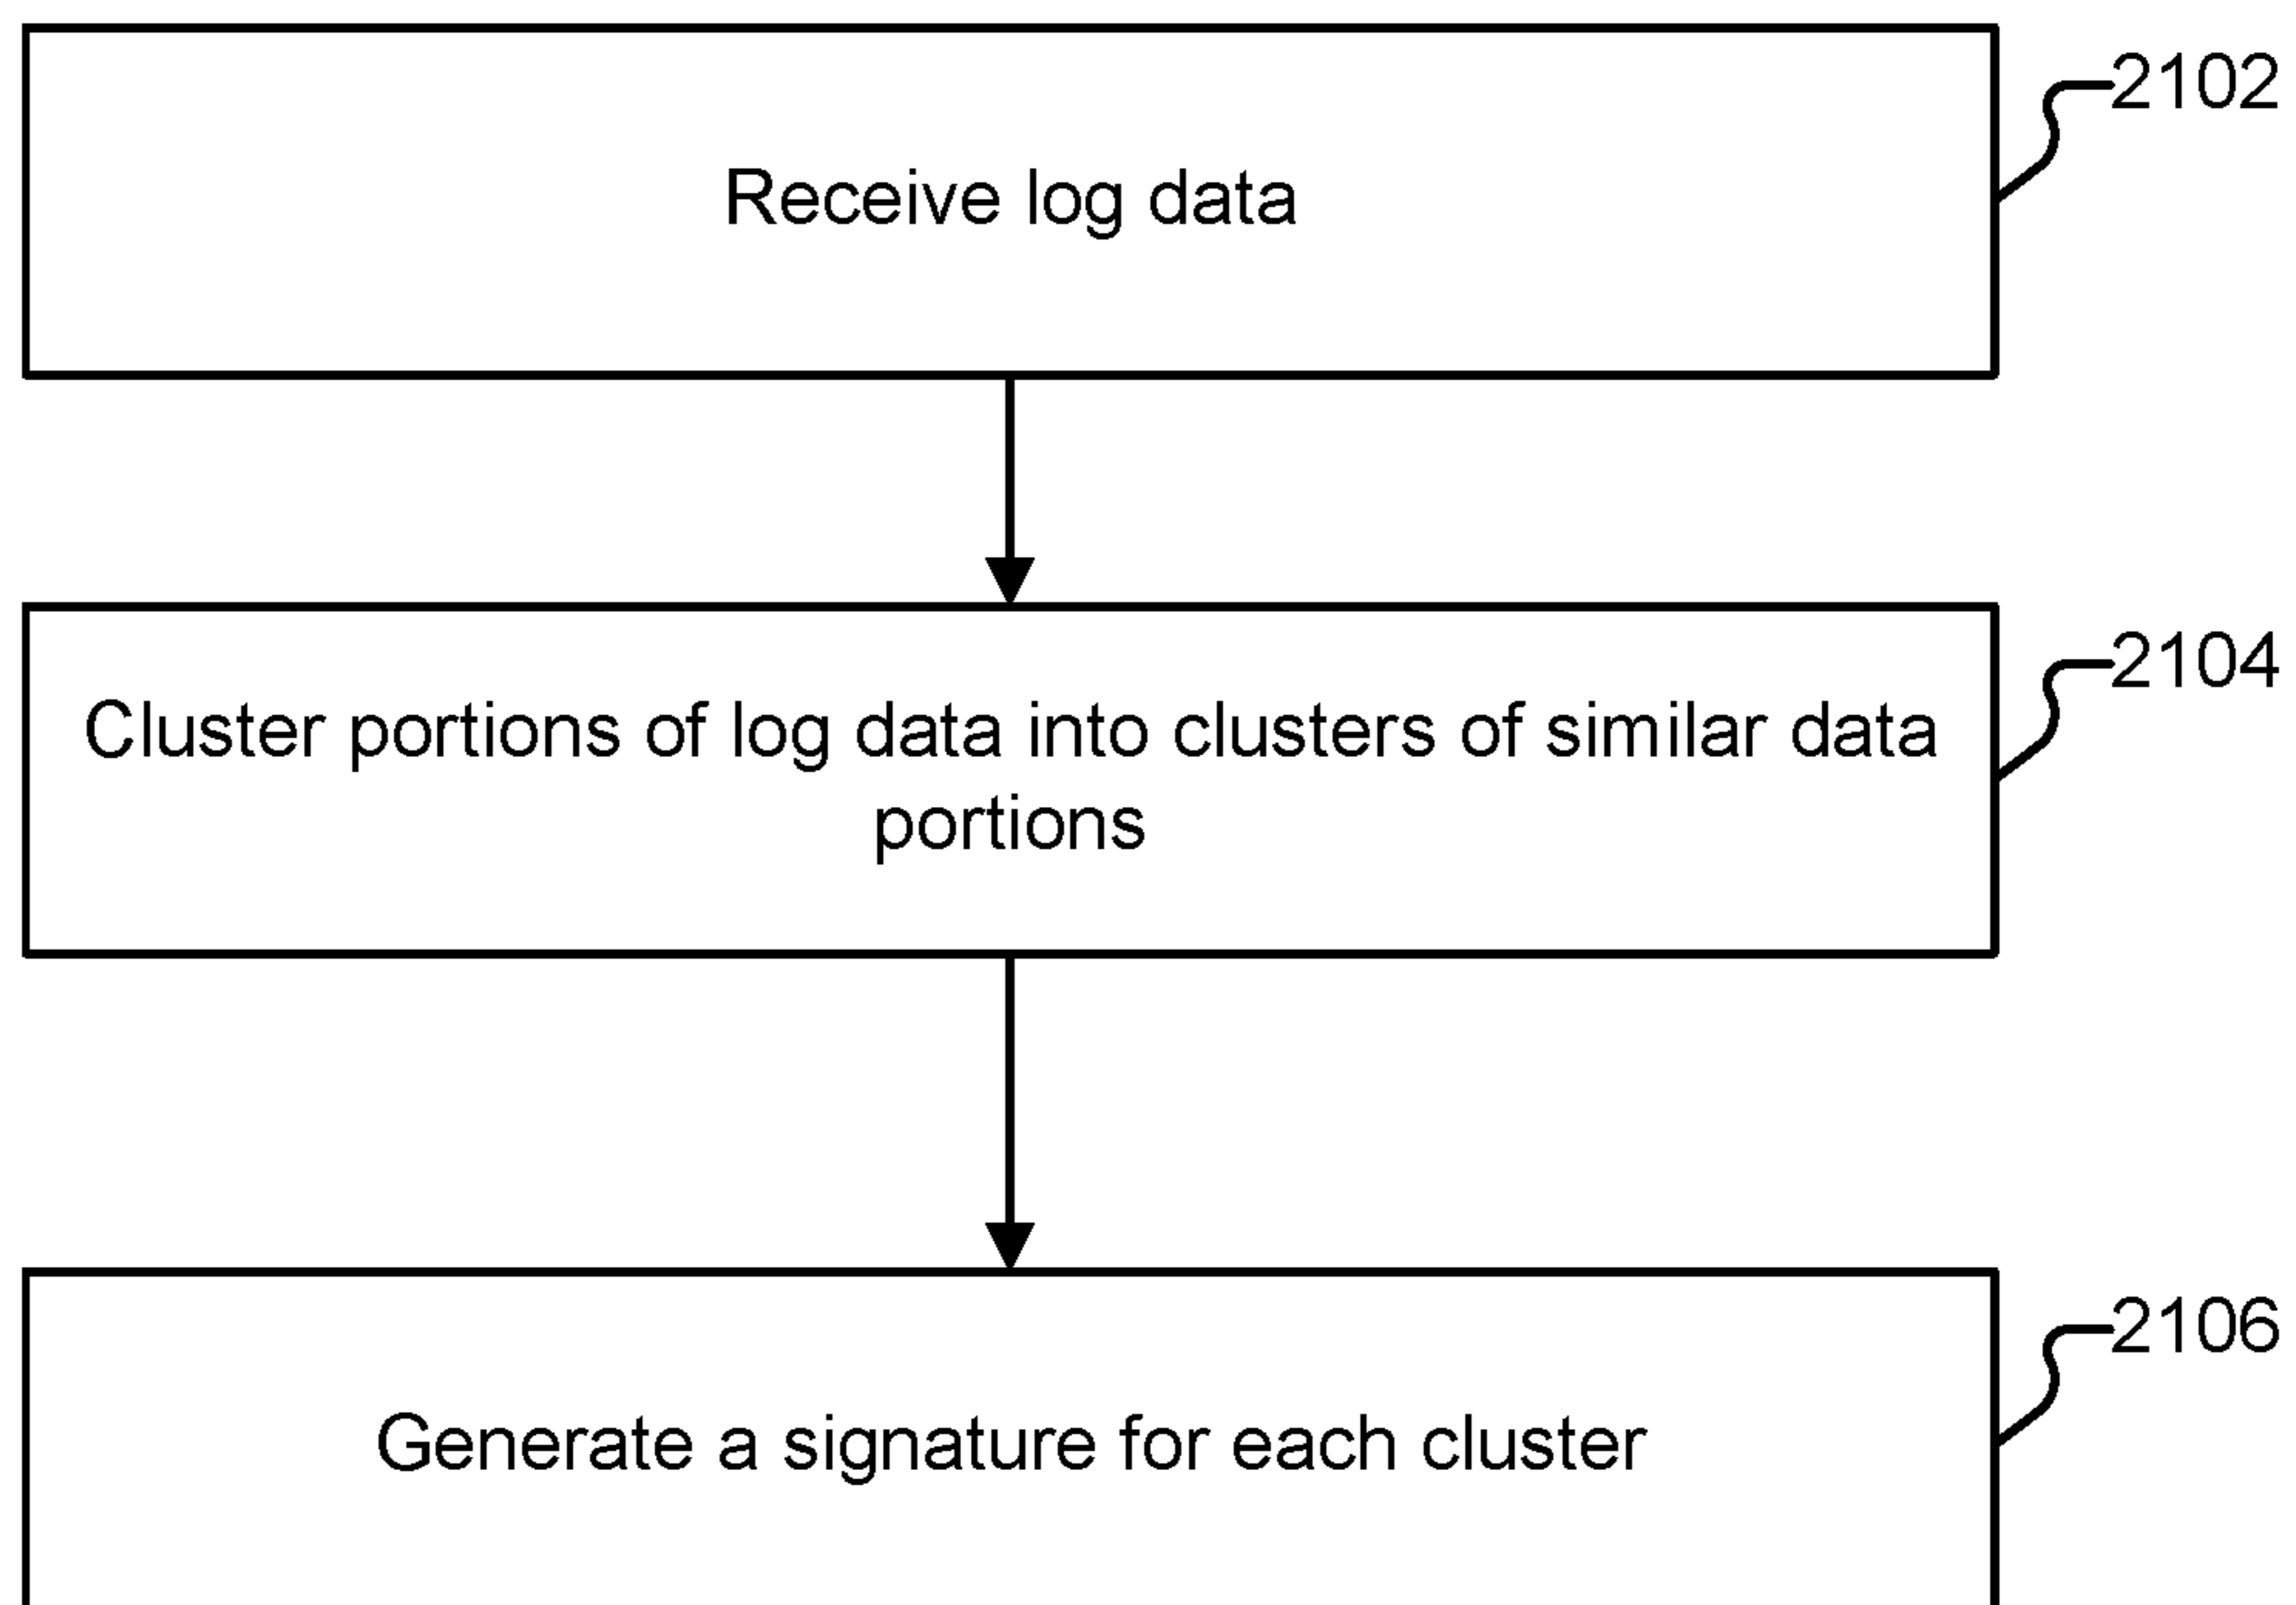 2102
Receive log data
2104
Cluster portions of log data into clusters of similar data
portions
2106
Generate a signature for each cluster